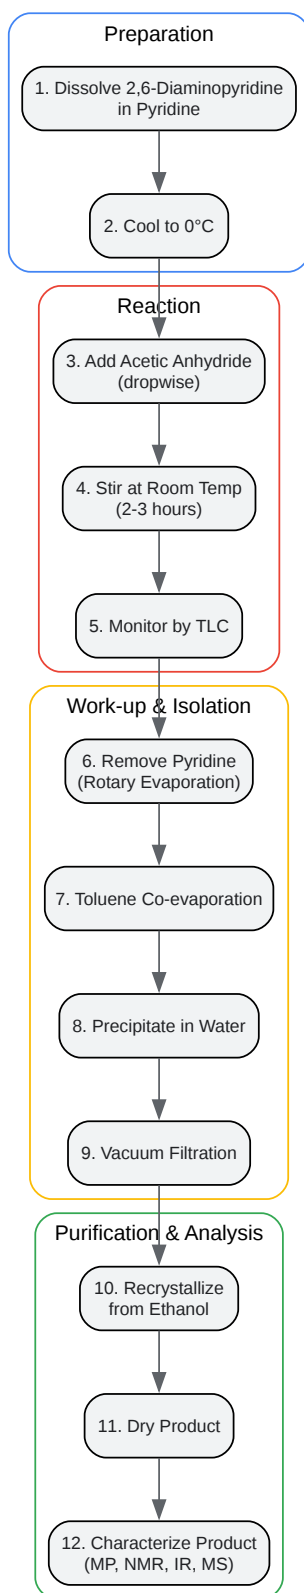 Preparation
1. Dissolve 2,6-Diaminopyridine
in Pyridine
2. Cool to 0°C
Reaction
3. Add Acetic Anhydride
(dropwise)
4. Stir at Room Temp
(2-3 hours)
5. Monitor by TLC
Work-up & Isolation
6. Remove Pyridine
(Rotary Evaporation)
7. Toluene Co-evaporation
8. Precipitate in Water
9. Vacuum Filtration
Purification & Analysis
10. Recrystallize
from Ethanol
11. Dry Product
12. Characterize Product
(MP, NMR, IR, MS)